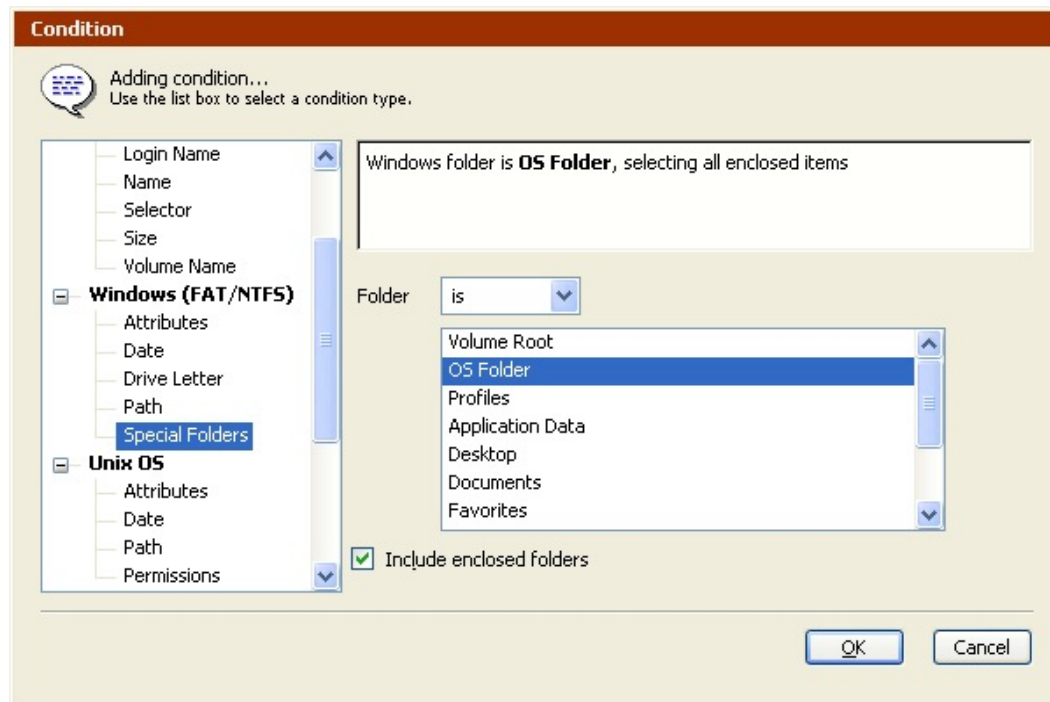 Condition
Adding condition...
Use the list box to select a condition type.
Login Name
Name
Selector
Size
Volume Name
Windows (FAT/NTFS)
Attributes
Date
Drive Letter
Path
Special Folders
Unix OS
Attributes
Date
Path
Permissions
Windows folder is OS Folder, selecting all enclosed items
Folder is
Volume Root
OS Folder
Profiles
Application Data
Desktop
Documents
Favorites
Include enclosed folders
OK Cancel